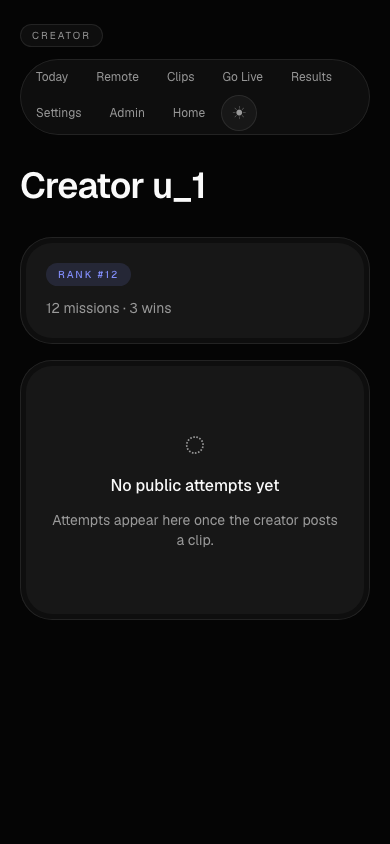 CREATOR
Today Remote Clips Go Live Results
Settings Admin Home
Creator u_1
RANK #12
12 missions · 3 wins
No public attempts yet
Attempts appear here once the creator posts
a clip.